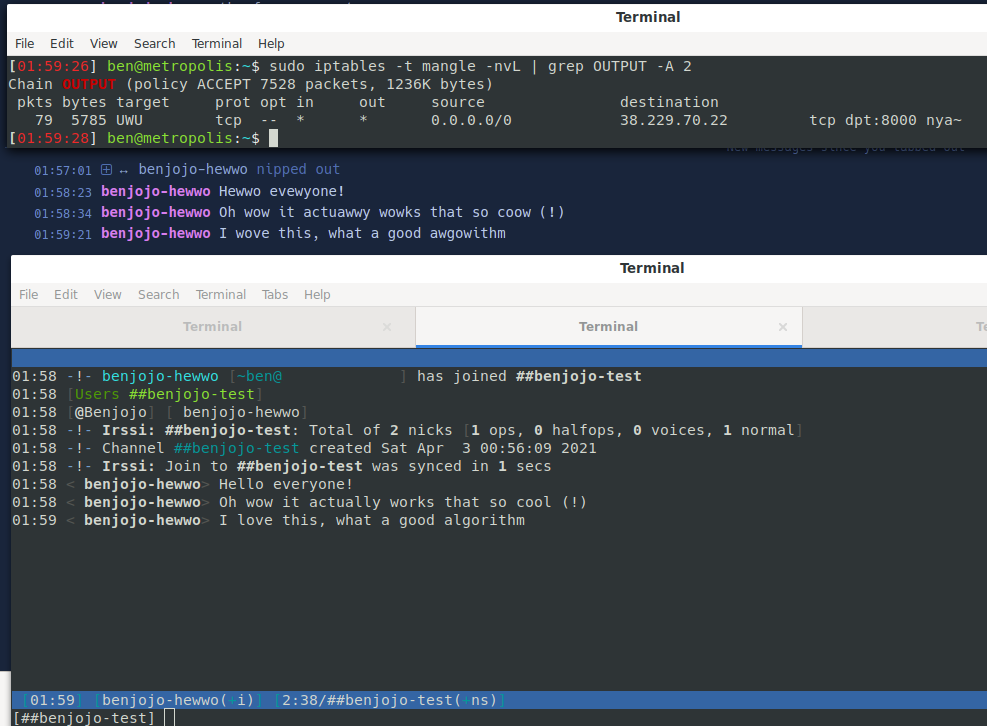 Terminal
File Edit View Search Terminal Help
[01:59:26] ben@metropolis:~$ sudo iptables -t mangle -nvL | grep OUTPUT -A 2
Chain OUTPUT (policy ACCEPT 7528 packets, 1236K bytes)
pkts bytes target prot opt in out source destination
79 5785 UWU tcp -- * * 0.0.0.0/0 38.229.70.22 tcp dpt:8000 nya~
[01:59:28] ben@metropolis:~$
New messages since you tabbed out
01:57:01 ↔ benjojo-hewwo nipped out
01:58:23 benjojo-hewwo Hewwo evewyone!
01:58:34 benjojo-hewwo Oh wow it actuawwy wowks that so coow (!)
01:59:21 benjojo-hewwo I wove this, what a good awgowithm
Terminal
File Edit View Search Terminal Tabs Help
Terminal × Terminal ×
01:58 -!- benjojo-hewwo [~ben@ ] has joined ##benjojo-test
01:58 [Users ##benjojo-test]
01:58 [@Benjojo] [ benjojo-hewwo]
01:58 -!- Irssi: ##benjojo-test: Total of 2 nicks [1 ops, 0 halfops, 0 voices, 1 normal]
01:58 -!- Channel ##benjojo-test created Sat Apr 3 00:56:09 2021
01:58 -!- Irssi: Join to ##benjojo-test was synced in 1 secs
01:58 < benjojo-hewwo> Hello everyone!
01:58 < benjojo-hewwo> Oh wow it actually works that so cool (!)
01:59 < benjojo-hewwo> I love this, what a good algorithm
[01:59] [benjojo-hewwo(+i)] [2:38/##benjojo-test(+ns)]
[##benjojo-test]